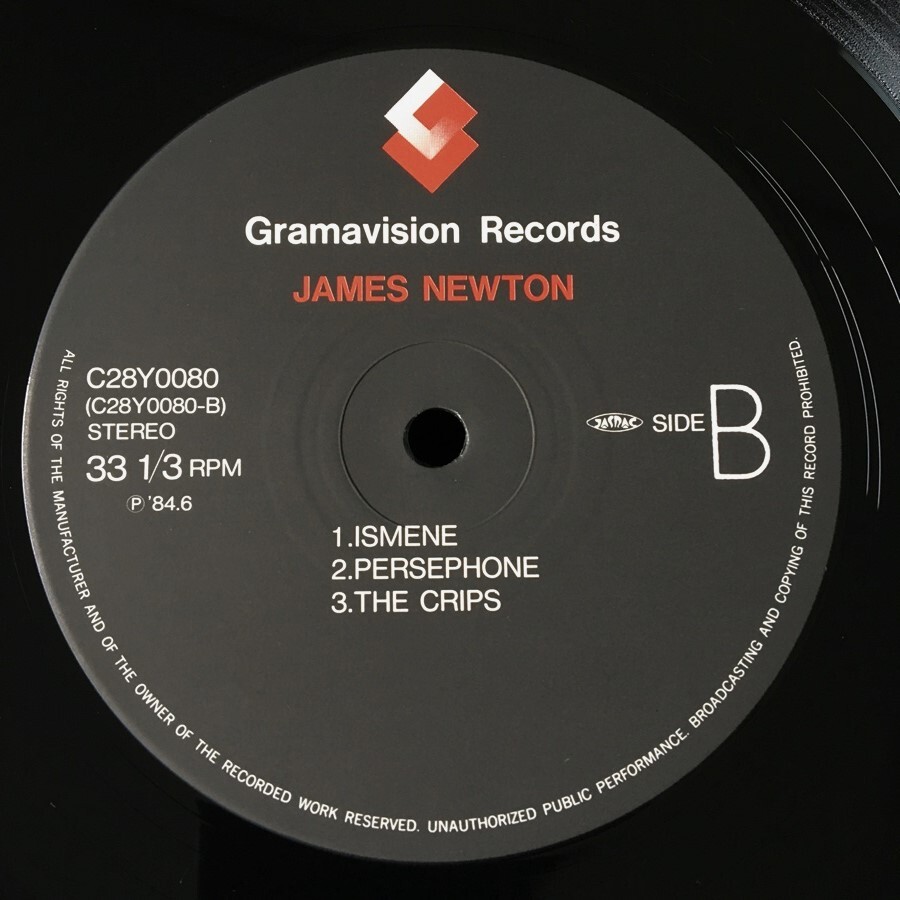 Gramavision Records
JAMES NEWTON
C28Y0080
(C28Y0080-B)
STEREO
33 1/3 RPM
Ⓟ '84.6
JASRAC
SIDE B
1.ISMENE
2.PERSEPHONE
3.THE CRIPS
ALL RIGHTS OF THE MANUFACTURER AND OF THE OWNER OF THE RECORDED WORK RESERVED. UNAUTHORIZED PUBLIC PERFORMANCE. BROADCASTING AND COPYING OF THIS RECORD PROHIBITED.